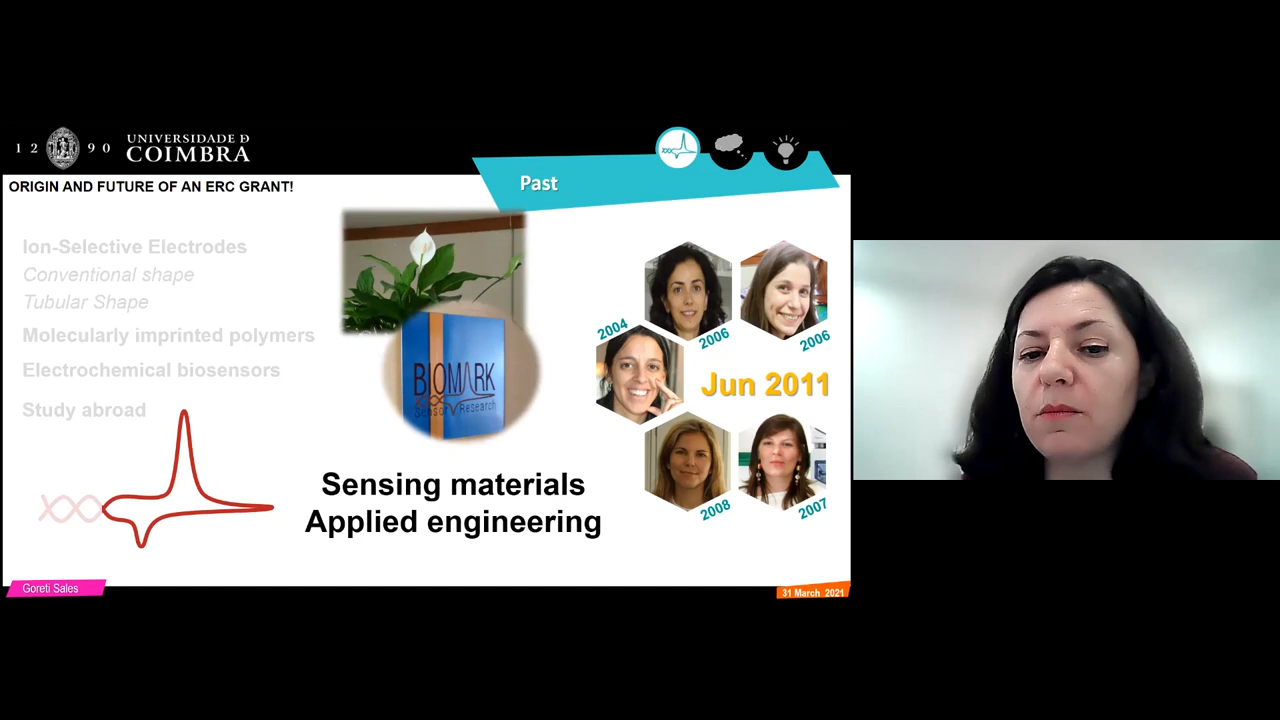 1 2 9 0
UNIVERSIDADE Ð
COIMBRA
ORIGIN AND FUTURE OF AN ERC GRANT!
Past
Ion-Selective Electrodes
Conventional shape
Tubular Shape
Molecularly imprinted polymers
Electrochemical biosensors
Study abroad
BIOMARK
Sensor Research
Sensing materials
Applied engineering
2004
2006
2006
Jun 2011
2008
2007
Goreti Sales
31 March 2021